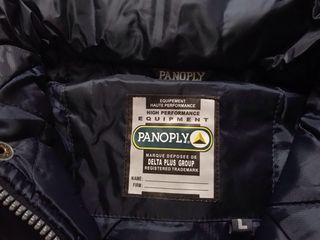 PANOPLY
EQUIPEMENT
HAUTE PERFORMANCE
HIGH PERFORMANCE
EQUIPMENT
PANOPLY
MARQUE DEPOSEE DE
DELTA PLUS GROUP
REGISTERED TRADEMARK
NAME:
FIRM:
L